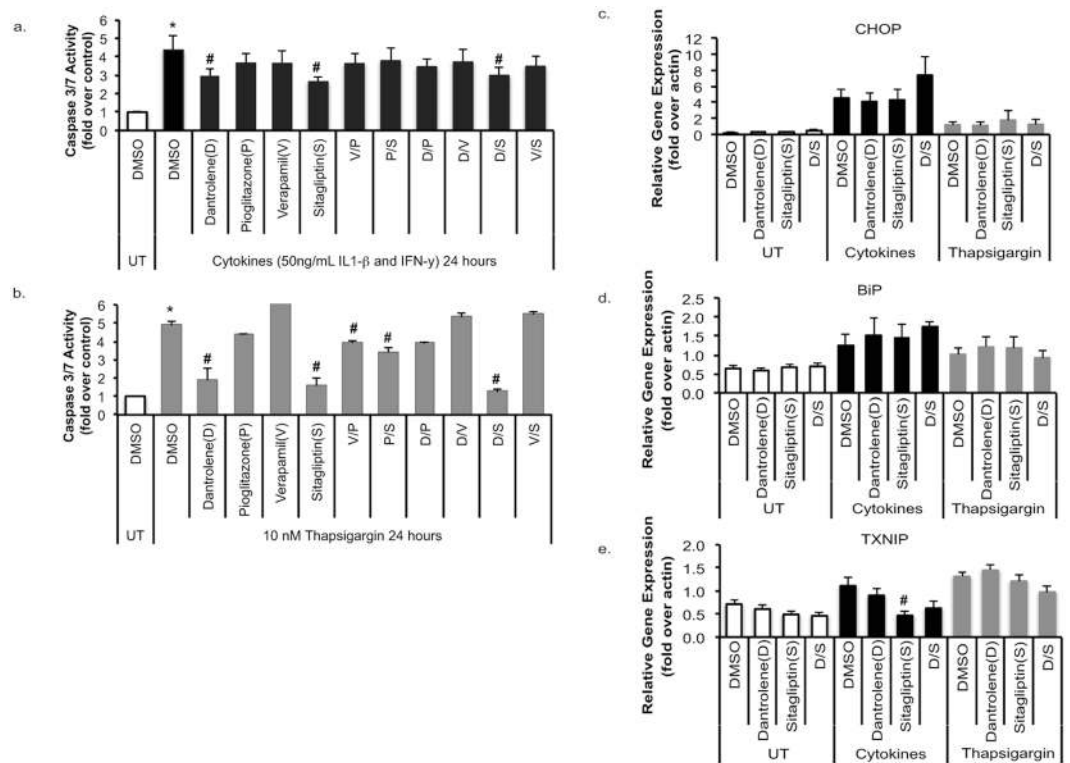 a.
Caspase 3/7 Activity
(fold over control)
6
5
4
3
2
1
0
*
#
#
#
DMSO
DMSO
Dantrolene(D)
Pioglitazone(P)
Verapamil(V)
Sitagliptin(S)
V/P
P/S
D/P
D/V
D/S
V/S
UT
Cytokines (50ng/mL IL1-β and IFN-y) 24 hours
b.
Caspase 3/7 Activity
(fold over control)
6
5
4
3
2
1
0
*
#
#
#
#
#
DMSO
DMSO
Dantrolene(D)
Pioglitazone(P)
Verapamil(V)
Sitagliptin(S)
V/P
P/S
D/P
D/V
D/S
V/S
UT
10 nM Thapsigargin 24 hours
c.
CHOP
Relative Gene Expression
(fold over actin)
12
10
8
6
4
2
0
DMSO
Dantrolene(D)
Sitagliptin(S)
D/S
DMSO
Dantrolene(D)
Sitagliptin(S)
D/S
DMSO
Dantrolene(D)
Sitagliptin(S)
D/S
UT
Cytokines
Thapsigargin
d.
BiP
Relative Gene Expression
(fold over actin)
2.5
2.0
1.5
1.0
0.5
0.0
DMSO
Dantrolene(D)
Sitagliptin(S)
D/S
DMSO
Dantrolene(D)
Sitagliptin(S)
D/S
DMSO
Dantrolene(D)
Sitagliptin(S)
D/S
UT
Cytokines
Thapsigargin
e.
TXNIP
Relative Gene Expression
(fold over actin)
2.0
1.5
1.0
0.5
0.0
#
DMSO
Dantrolene(D)
Sitagliptin(S)
D/S
DMSO
Dantrolene(D)
Sitagliptin(S)
D/S
DMSO
Dantrolene(D)
Sitagliptin(S)
D/S
UT
Cytokines
Thapsigargin